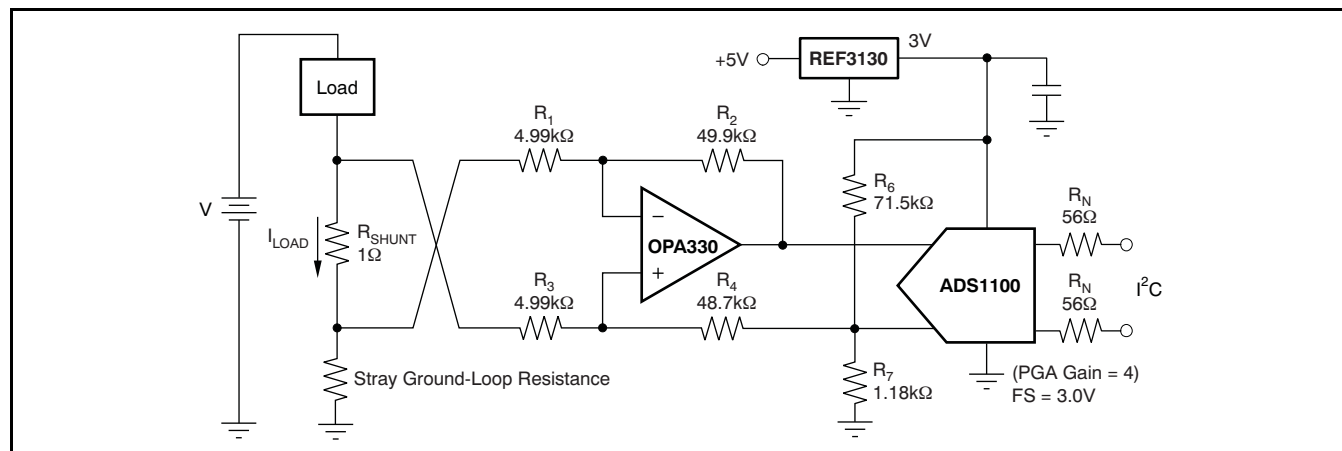 3V
+5V
REF3130
Load
R1
4.99kΩ
R2
49.9kΩ
R6
71.5kΩ
V
ILOAD
RSHUNT
1Ω
−
OPA330
+
RN
56Ω
ADS1100
RN
56Ω
I²C
R3
4.99kΩ
R4
48.7kΩ
Stray Ground-Loop Resistance
R7
1.18kΩ
(PGA Gain = 4)
FS = 3.0V